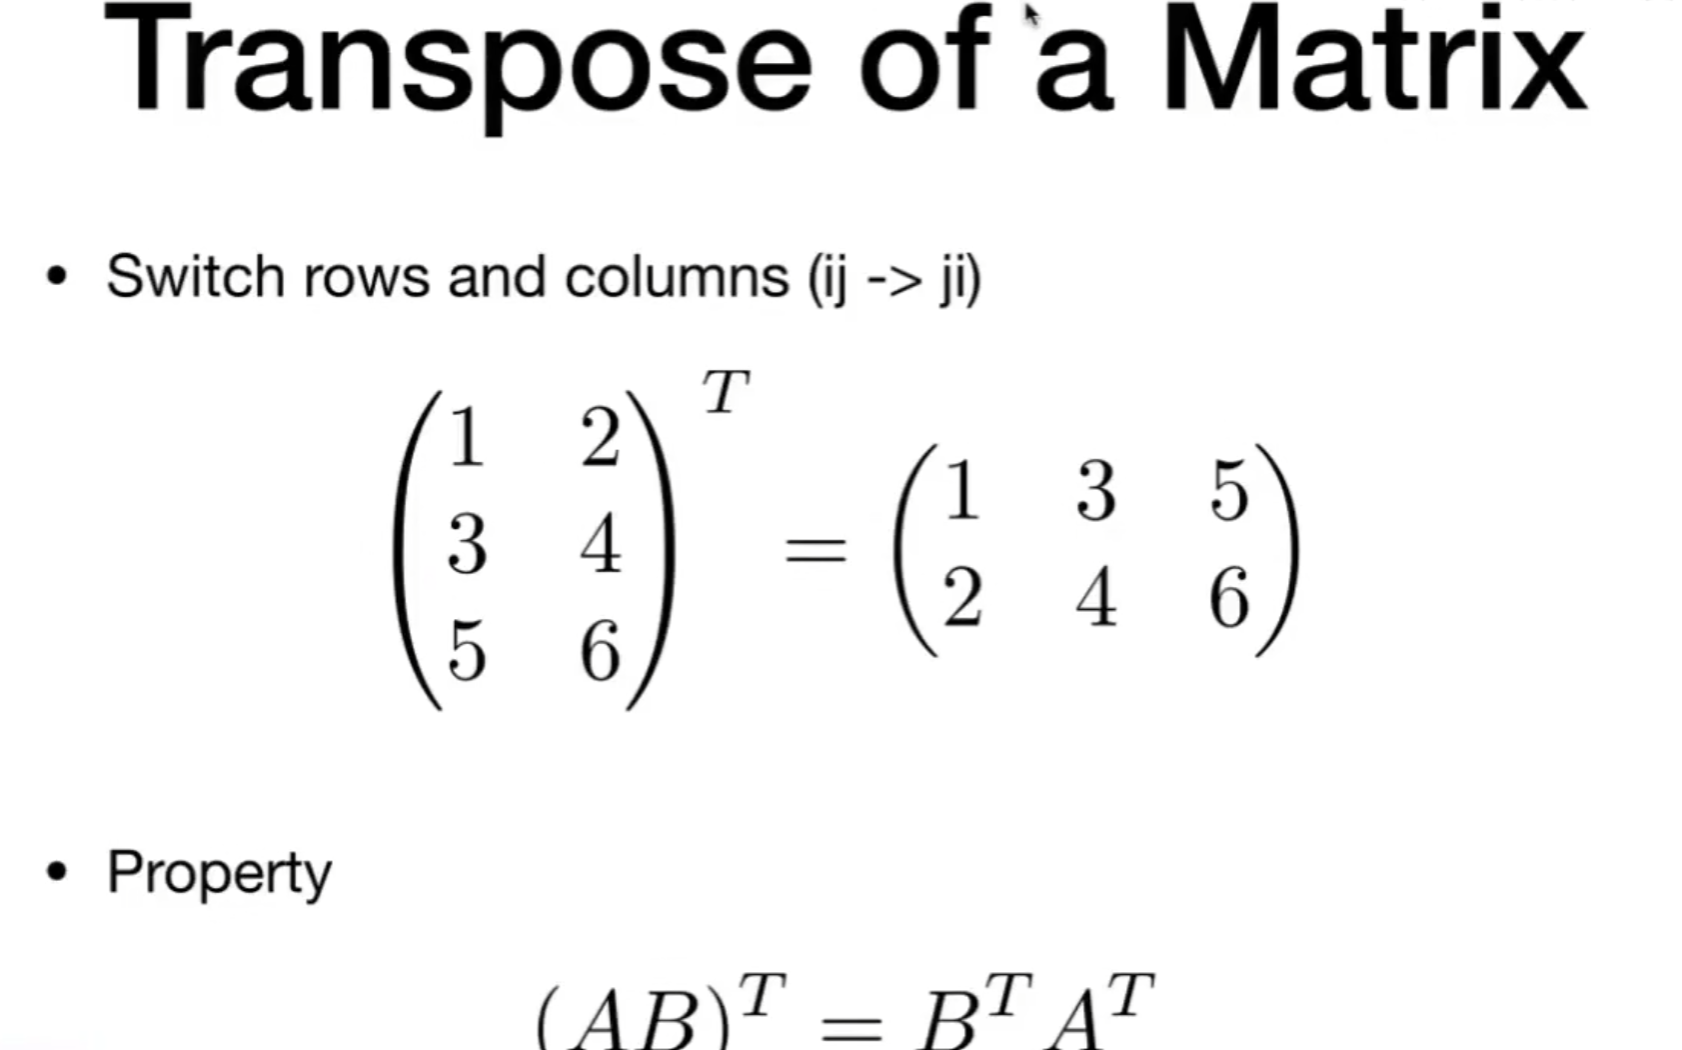 Transpose of a Matrix
• Switch rows and columns (ij -> ji)
$\begin{pmatrix} 1 & 2 \\ 3 & 4 \\ 5 & 6 \end{pmatrix}^T = \begin{pmatrix} 1 & 3 & 5 \\ 2 & 4 & 6 \end{pmatrix}$
• Property
$(AB)^T = B^T A^T$